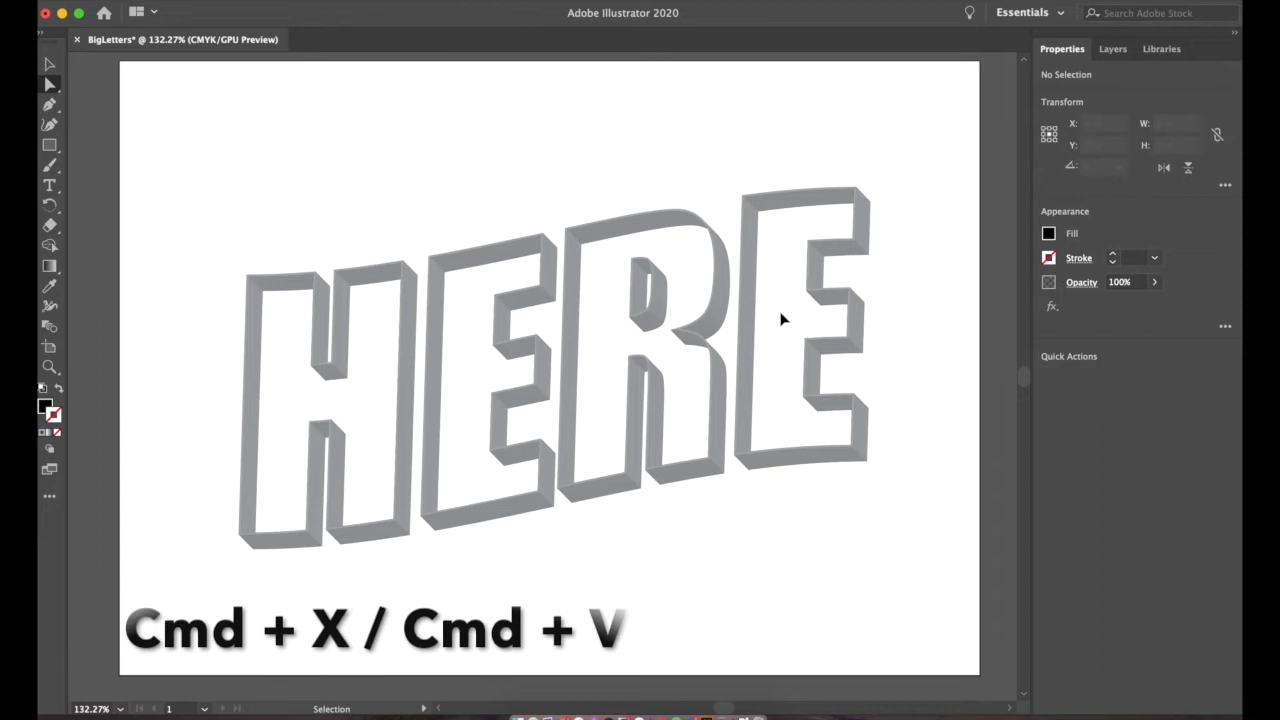 Adobe Illustrator 2020
Essentials
Search Adobe Stock
× BigLetters* @ 132.27% (CMYK/GPU Preview)
Properties Layers Libraries
No Selection
Transform
X: W:
Y: H:
Appearance
Fill
Stroke
Opacity 100%
fx.
Quick Actions
HERE
Cmd + X / Cmd + V
132.27% 1 Selection